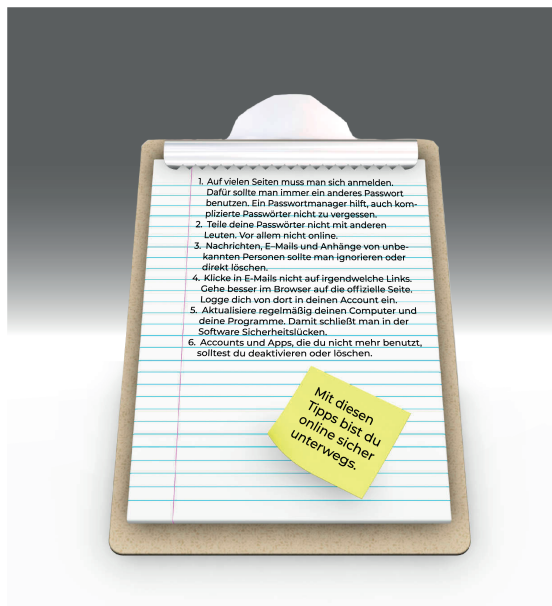 1. Auf vielen Seiten muss man sich anmelden.
Dafür sollte man immer ein anderes Passwort
benutzen. Ein Passwortmanager hilft, auch kom-
plizierte Passwörter nicht zu vergessen.
2. Teile deine Passwörter nicht mit anderen
Leuten. Vor allem nicht online.
3. Nachrichten, E-Mails und Anhänge von unbe-
kannten Personen sollte man ignorieren oder
direkt löschen.
4. Klicke in E-Mails nicht auf irgendwelche Links.
Gehe besser im Browser auf die offizielle Seite.
Logge dich von dort in deinen Account ein.
5. Aktualisiere regelmäßig deinen Computer und
deine Programme. Damit schließt man in der
Software Sicherheitslücken.
6. Accounts und Apps, die du nicht mehr benutzt,
solltest du deaktivieren oder löschen.
Mit diesen
Tipps bist du
online sicher
unterwegs.